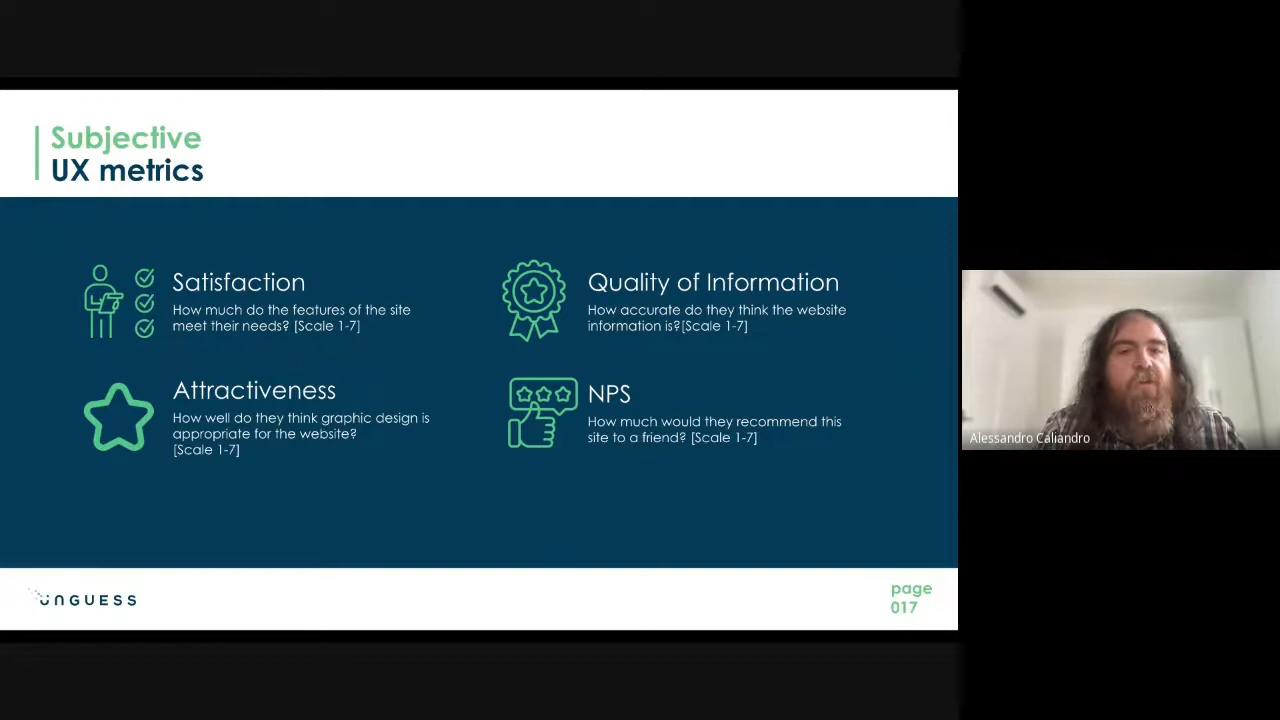 Subjective
UX metrics
Satisfaction
How much do the features of the site
meet their needs? [Scale 1-7]
Quality of Information
How accurate do they think the website
information is?[Scale 1-7]
Attractiveness
How well do they think graphic design is
appropriate for the website?
[Scale 1-7]
NPS
How much would they recommend this
site to a friend? [Scale 1-7]
UNGUESS
page
017
Alessandro Caliandro